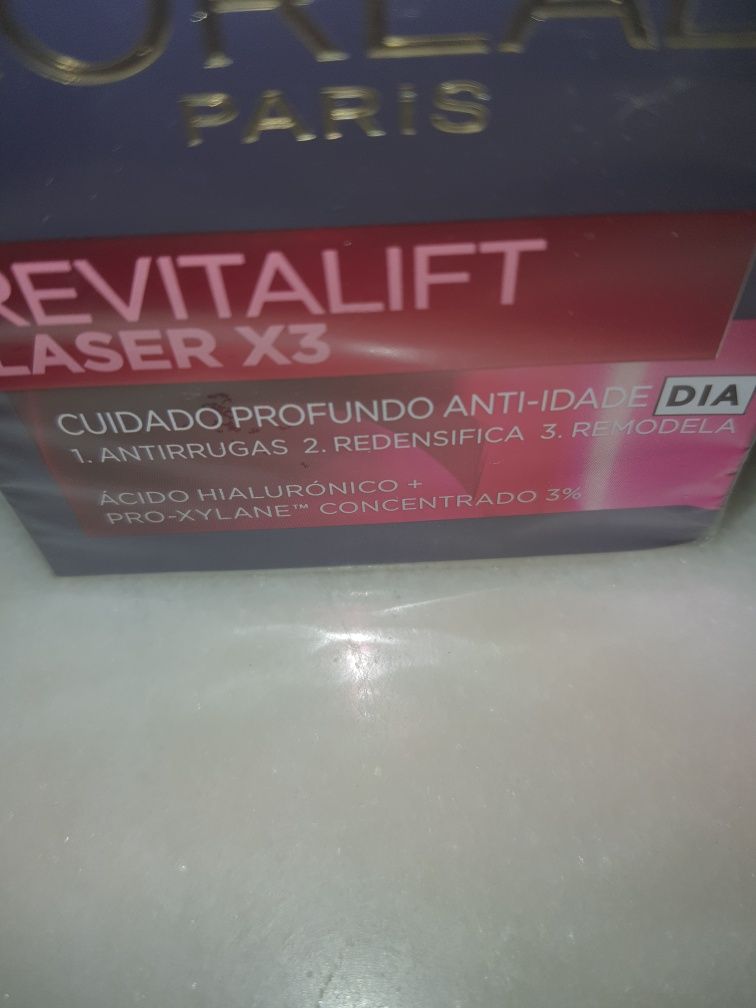 L'ORÉAL
PARIS
REVITALIFT
LASER X3
CUIDADO PROFUNDO ANTI-IDADE DIA
1. ANTIRRUGAS 2. REDENSIFICA 3. REMODELA
ÁCIDO HIALURÓNICO +
PRO-XYLANE™ CONCENTRADO 3%